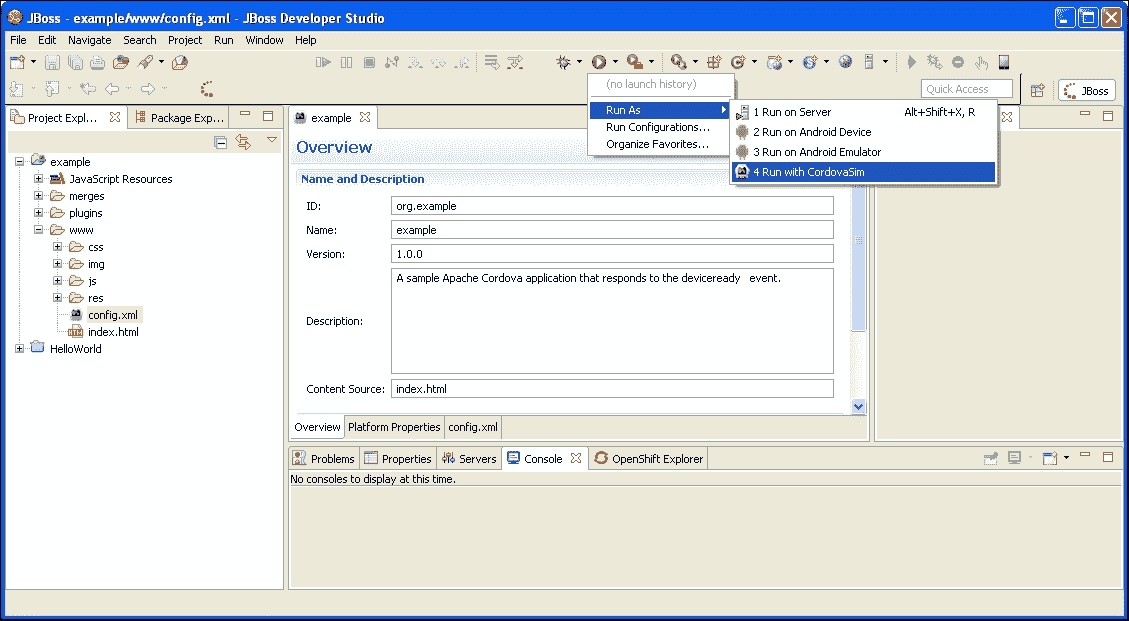 JBoss - example/www/config.xml - JBoss Developer Studio
File Edit Navigate Search Project Run Window Help
Quick Access
JBoss
(no launch history)
Run As
Run Configurations...
Organize Favorites...
1 Run on Server Alt+Shift+X, R
2 Run on Android Device
3 Run on Android Emulator
4 Run with CordovaSim
Project Expl... Package Exp...
example
JavaScript Resources
merges
plugins
www
css
img
js
res
config.xml
index.html
HelloWorld
example
Overview
Name and Description
ID: org.example
Name: example
Version: 1.0.0
Description: A sample Apache Cordova application that responds to the deviceready event.
Content Source: index.html
Overview Platform Properties config.xml
Problems Properties Servers Console OpenShift Explorer
No consoles to display at this time.